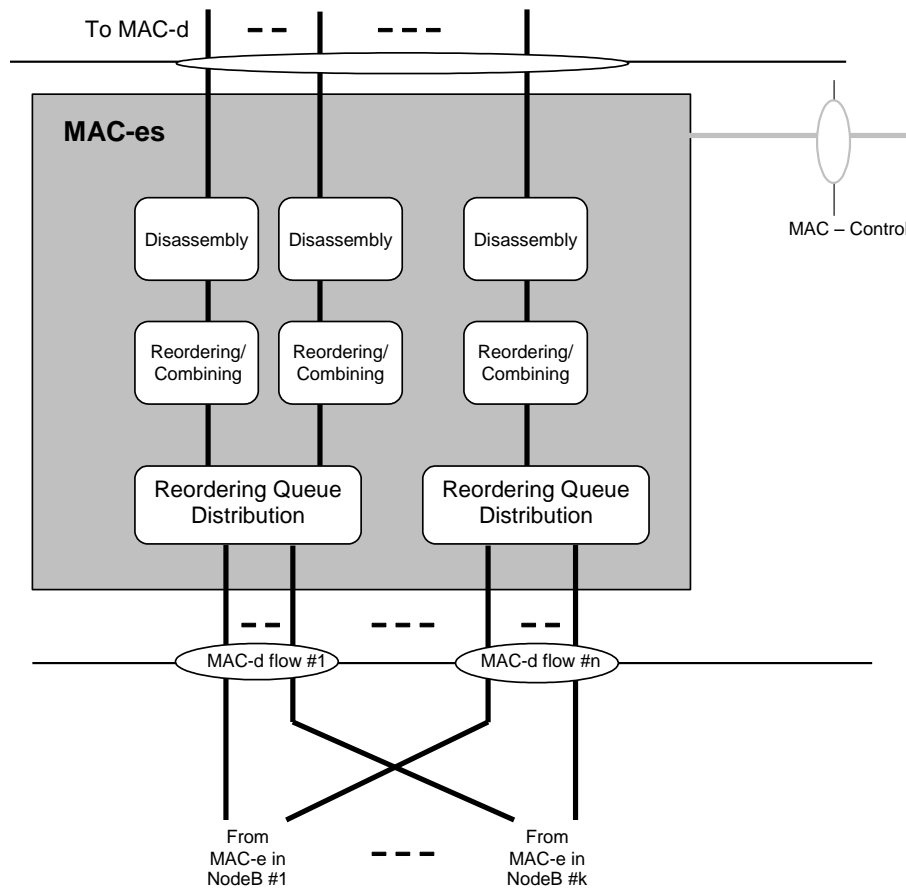 To MAC-d
MAC-es
MAC – Control
Disassembly
Disassembly
Disassembly
Reordering/
Combining
Reordering/
Combining
Reordering/
Combining
Reordering Queue
Distribution
Reordering Queue
Distribution
MAC-d flow #1
MAC-d flow #n
From
MAC-e in
NodeB #1
From
MAC-e in
NodeB #k